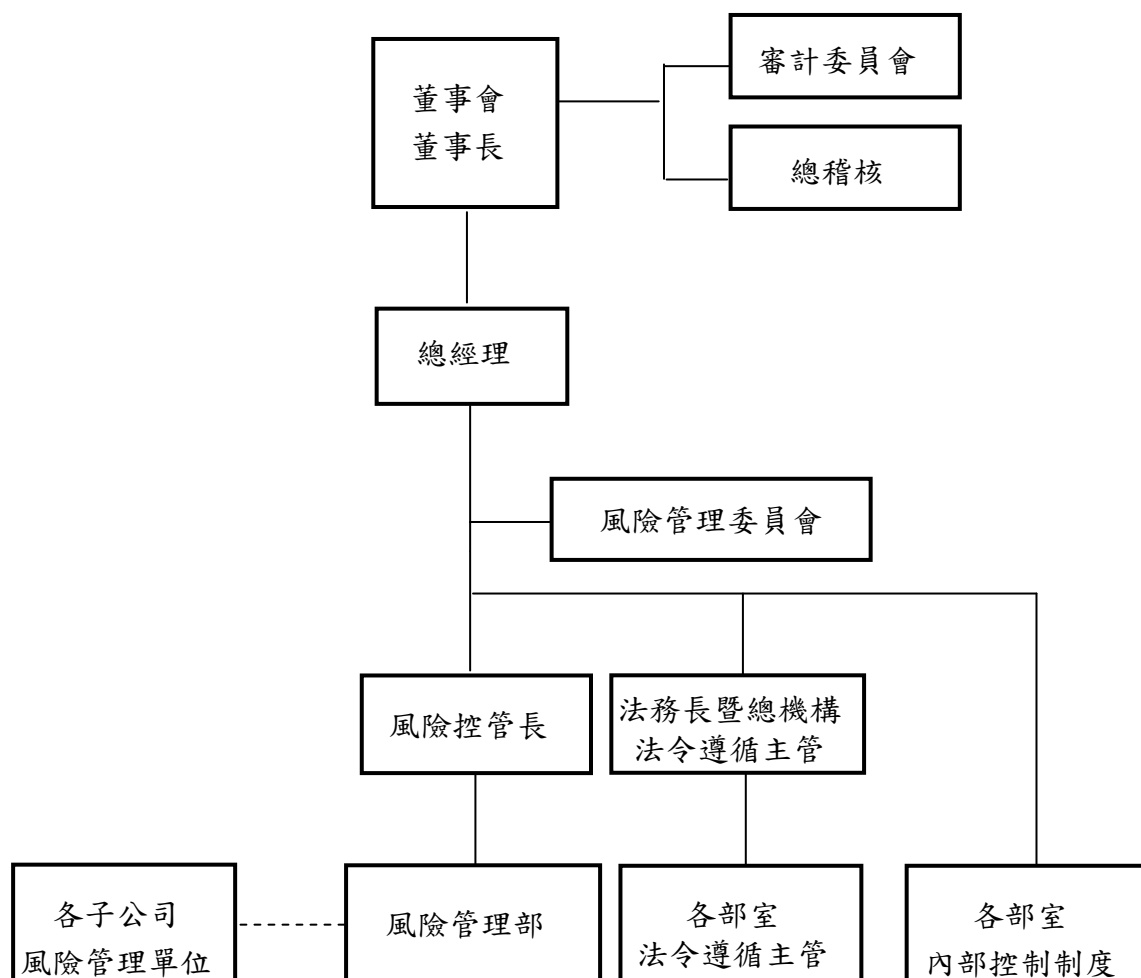 審計委員會
董事會
董事長
總稽核
總經理
風險管理委員會
風險控管長
法務長暨總機構
法令遵循主管
各子公司
風險管理單位
風險管理部
各部室
法令遵循主管
各部室
內部控制制度